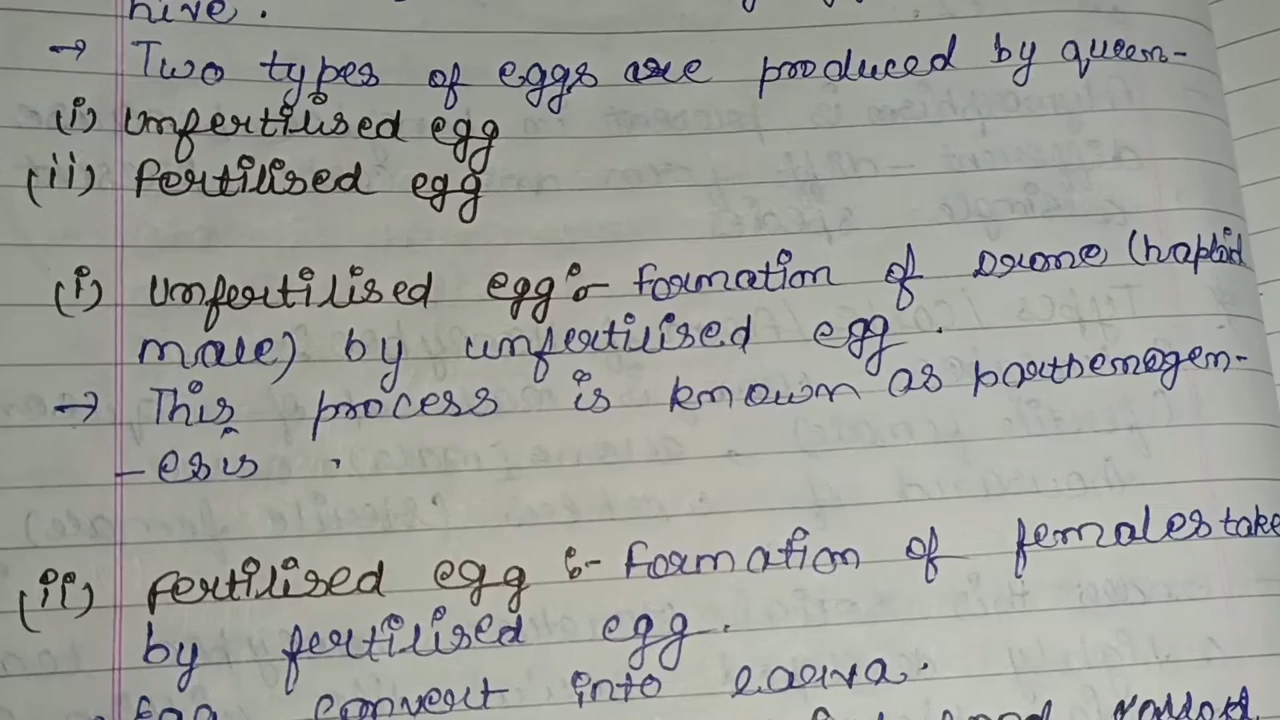 hive.
→ Two types of eggs are produced by queen-
(i) Unfertilised egg
(ii) fertilised egg
(i) Unfertilised egg :- formation of Drone (haploid
male) by unfertilised egg.
→ This process is known as parthenogen-
- esis .
(ii) fertilised egg :- formation of females take
by fertilised egg.
Egg convert into larva.